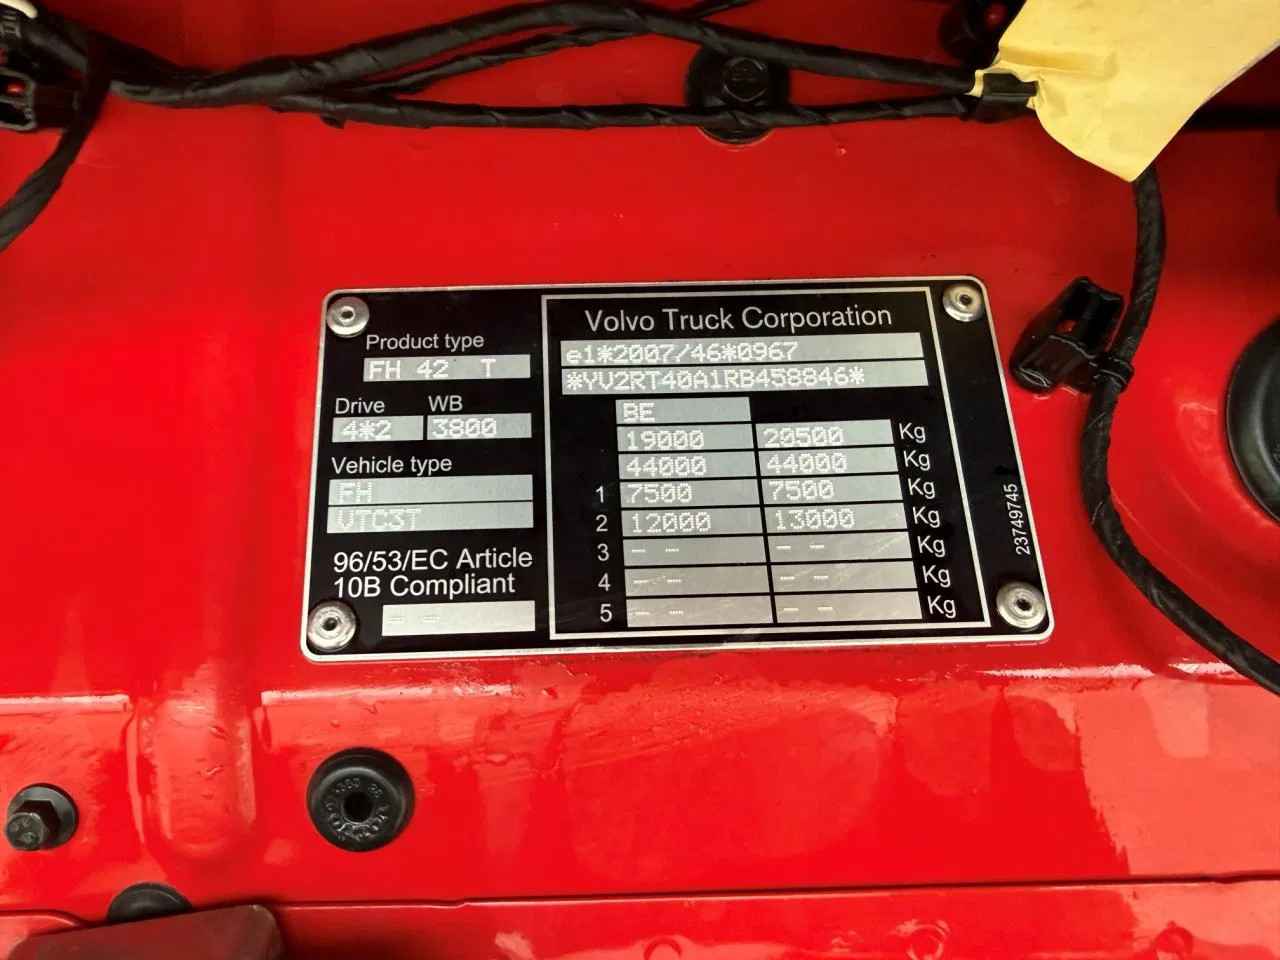 Product type
FH 42 T
Drive WB
4*2 3800
Vehicle type
FH
VTC3T
96/53/EC Article
10B Compliant
- -
Volvo Truck Corporation
e1*2007/46*0967
*YV2RT40A1RB458846*
BE
19000 20500 Kg
44000 44000 Kg
1 7500 7500 Kg
2 12000 13000 Kg
3 - - - - Kg
4 - - - - Kg
5 - - - - Kg
23749745